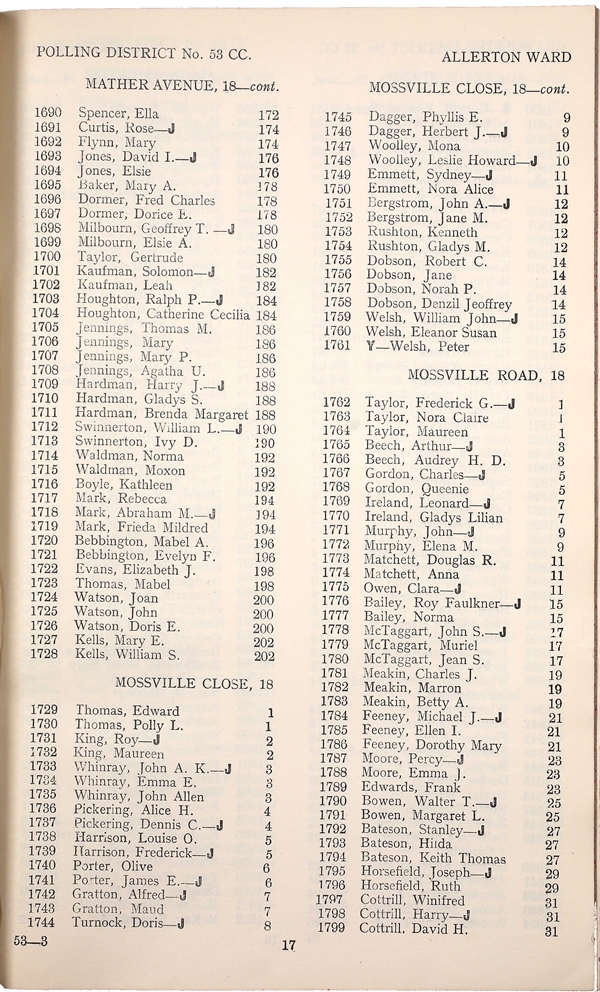 POLLING DISTRICT No. 53 CC.
ALLERTON WARD
MATHER AVENUE, 18—cont.
1690 Spencer, Ella 172
1691 Curtis, Rose—J 174
1692 Flynn, Mary 174
1693 Jones, David I.—J 176
1694 Jones, Elsie 176
1695 Baker, Mary A. 178
1696 Dormer, Fred Charles 178
1697 Dormer, Dorice E. 178
1698 Milbourn, Geoffrey T. —J 180
1699 Milbourn, Elsie A. 180
1700 Taylor, Gertrude 180
1701 Kaufman, Solomon—J 182
1702 Kaufman, Leah 182
1703 Houghton, Ralph P.—J 184
1704 Houghton, Catherine Cecilia 184
1705 Jennings, Thomas M. 186
1706 Jennings, Mary 186
1707 Jennings, Mary P. 186
1708 Jennings, Agatha U. 186
1709 Hardman, Harry J.—J 188
1710 Hardman, Gladys S. 188
1711 Hardman, Brenda Margaret 188
1712 Swinnerton, William L.—J 190
1713 Swinnerton, Ivy D. 190
1714 Waldman, Norma 192
1715 Waldman, Moxon 192
1716 Boyle, Kathleen 192
1717 Mark, Rebecca 194
1718 Mark, Abraham M.—J 194
1719 Mark, Frieda Mildred 194
1720 Bebbington, Mabel A. 196
1721 Bebbington, Evelyn F. 196
1722 Evans, Elizabeth J. 198
1723 Thomas, Mabel 198
1724 Watson, Joan 200
1725 Watson, John 200
1726 Watson, Doris E. 200
1727 Kells, Mary E. 202
1728 Kells, William S. 202
MOSSVILLE CLOSE, 18
1729 Thomas, Edward 1
1730 Thomas, Polly L. 1
1731 King, Roy—J 2
1732 King, Maureen 2
1733 Whinray, John A. K.—J 3
1734 Whinray, Emma E. 3
1735 Whinray, John Allen 3
1736 Pickering, Alice H. 4
1737 Pickering, Dennis C.—J 4
1738 Harrison, Louise O. 5
1739 Harrison, Frederick—J 5
1740 Porter, Olive 6
1741 Porter, James E.—J 6
1742 Gratton, Alfred—J 7
1743 Gratton, Maud 7
1744 Turnock, Doris—J 8
MOSSVILLE CLOSE, 18—cont.
1745 Dagger, Phyllis E. 9
1746 Dagger, Herbert J.—J 9
1747 Woolley, Mona 10
1748 Woolley, Leslie Howard—J 10
1749 Emmett, Sydney—J 11
1750 Emmett, Nora Alice 11
1751 Bergstrom, John A.—J 12
1752 Bergstrom, Jane M. 12
1753 Rushton, Kenneth 12
1754 Rushton, Gladys M. 12
1755 Dobson, Robert C. 14
1756 Dobson, Jane 14
1757 Dobson, Norah P. 14
1758 Dobson, Denzil Jeoffrey 14
1759 Welsh, William John—J 15
1760 Welsh, Eleanor Susan 15
1761 Y—Welsh, Peter 15
MOSSVILLE ROAD, 18
1762 Taylor, Frederick G.—J 1
1763 Taylor, Nora Claire 1
1764 Taylor, Maureen 1
1765 Beech, Arthur—J 3
1766 Beech, Audrey H. D. 3
1767 Gordon, Charles—J 5
1768 Gordon, Queenie 5
1769 Ireland, Leonard—J 7
1770 Ireland, Gladys Lilian 7
1771 Murphy, John—J 9
1772 Murphy, Elena M. 9
1773 Matchett, Douglas R. 11
1774 Matchett, Anna 11
1775 Owen, Clara—J 11
1776 Bailey, Roy Faulkner—J 15
1777 Bailey, Norma 15
1778 McTaggart, John S.—J 17
1779 McTaggart, Muriel 17
1780 McTaggart, Jean S. 17
1781 Meakin, Charles J. 19
1782 Meakin, Marron 19
1783 Meakin, Betty A. 19
1784 Feeney, Michael J.—J 21
1785 Feeney, Ellen I. 21
1786 Feeney, Dorothy Mary 21
1787 Moore, Percy—J 23
1788 Moore, Emma J. 23
1789 Edwards, Frank 23
1790 Bowen, Walter T.—J 25
1791 Bowen, Margaret L. 25
1792 Bateson, Stanley—J 27
1793 Bateson, Hilda 27
1794 Bateson, Keith Thomas 27
1795 Horsefield, Joseph—J 29
1796 Horsefield, Ruth 29
1797 Cottrill, Winifred 31
1798 Cottrill, Harry—J 31
1799 Cottrill, David H. 31
53—3
17